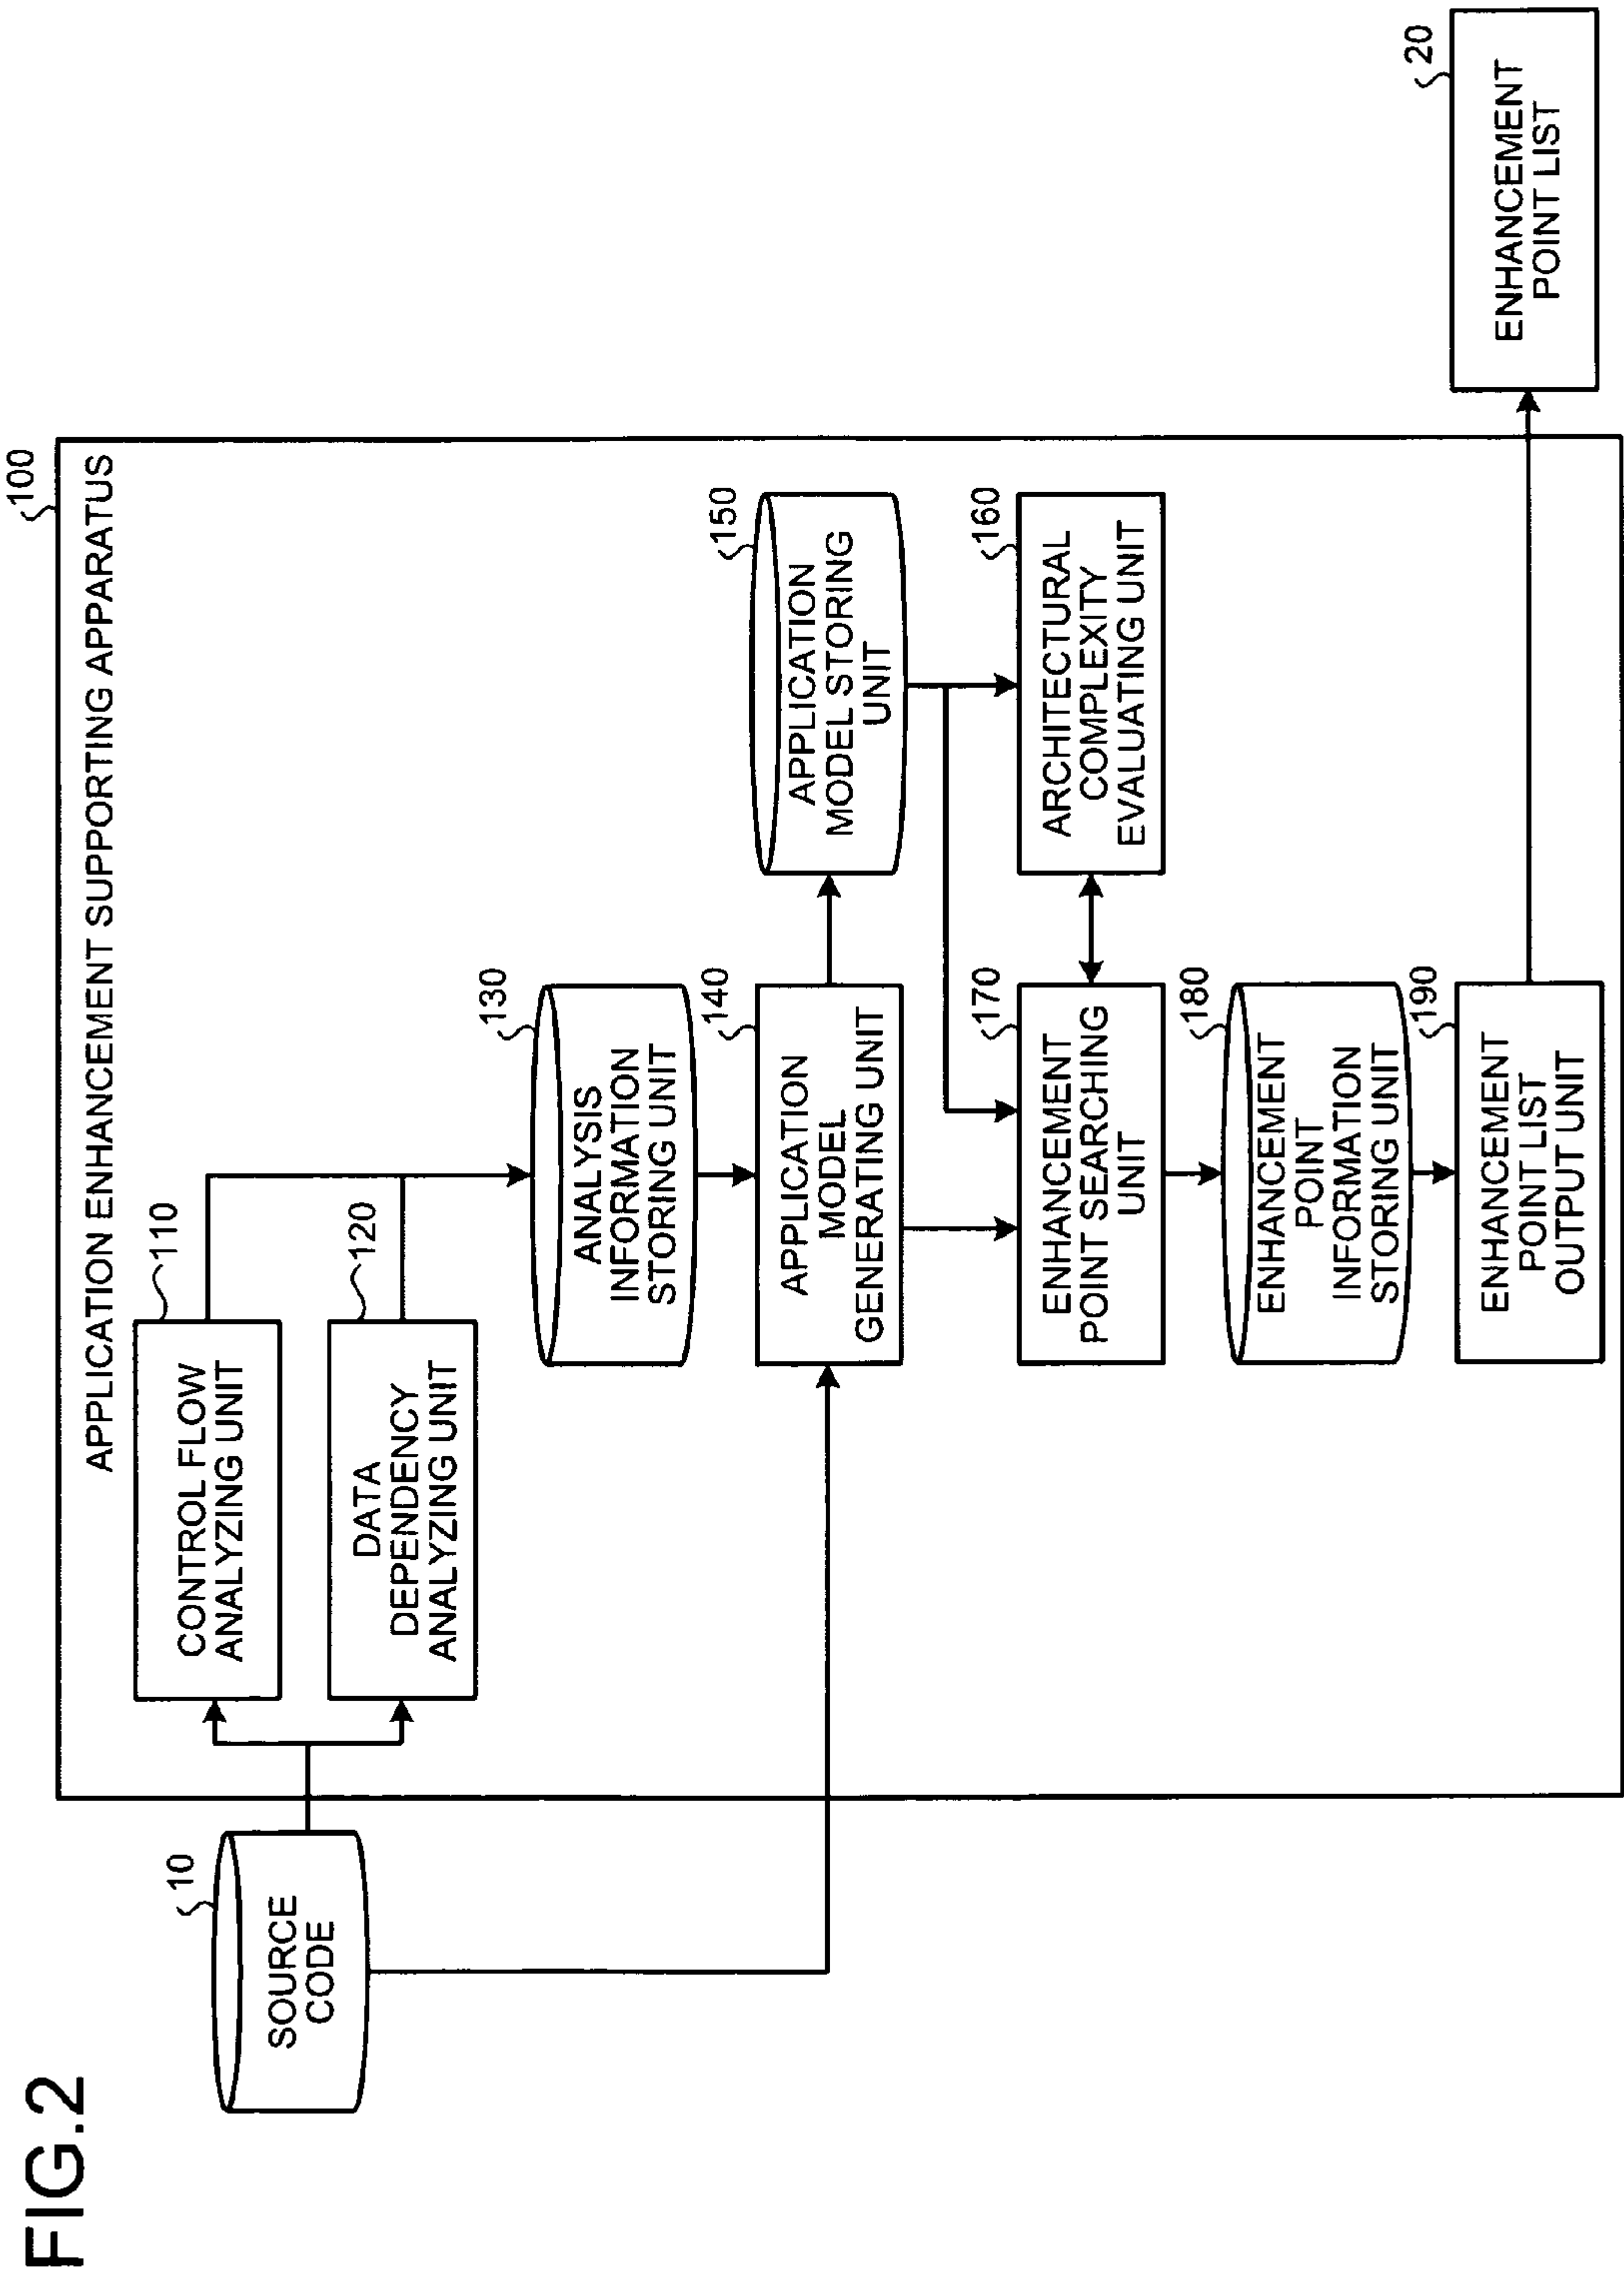 FIG.2
100
APPLICATION ENHANCEMENT SUPPORTING APPARATUS
10
SOURCE
CODE
110
CONTROL FLOW
ANALYZING UNIT
120
DATA
DEPENDENCY
ANALYZING UNIT
130
ANALYSIS
INFORMATION
STORING UNIT
140
APPLICATION
MODEL
GENERATING UNIT
150
APPLICATION
MODEL STORING
UNIT
160
ARCHITECTURAL
COMPLEXITY
EVALUATING UNIT
170
ENHANCEMENT
POINT SEARCHING
UNIT
180
ENHANCEMENT
POINT
INFORMATION
STORING UNIT
190
ENHANCEMENT
POINT LIST
OUTPUT UNIT
20
ENHANCEMENT
POINT LIST